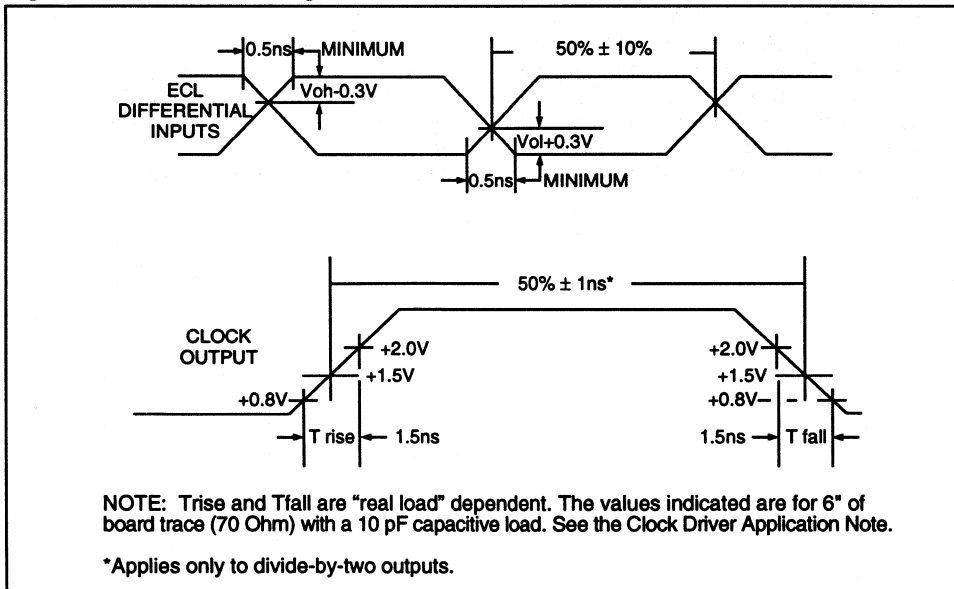 0.5ns MINIMUM 50% ± 10%
ECL
DIFFERENTIAL
INPUTS
Voh-0.3V
Vol+0.3V
0.5ns MINIMUM
50% ± 1ns*
CLOCK
OUTPUT
+2.0V +2.0V
+1.5V +1.5V
+0.8V +0.8V
T rise 1.5ns 1.5ns T fall
NOTE: Trise and Tfall are "real load" dependent. The values indicated are for 6" of
board trace (70 Ohm) with a 10 pF capacitive load. See the Clock Driver Application Note.
*Applies only to divide-by-two outputs.